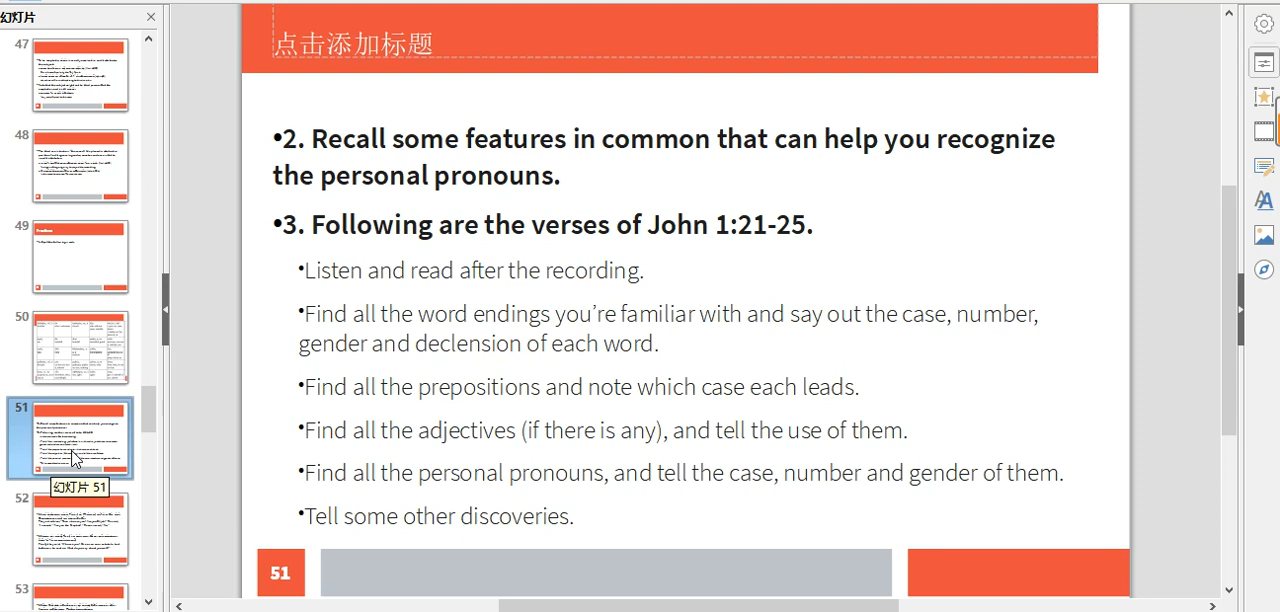 幻灯片
47
48
49
50
51
幻灯片 51
52
53
点击添加标题
•2. Recall some features in common that can help you recognize
the personal pronouns.
•3. Following are the verses of John 1:21-25.
•Listen and read after the recording.
•Find all the word endings you’re familiar with and say out the case, number,
gender and declension of each word.
•Find all the prepositions and note which case each leads.
•Find all the adjectives (if there is any), and tell the use of them.
•Find all the personal pronouns, and tell the case, number and gender of them.
•Tell some other discoveries.
51